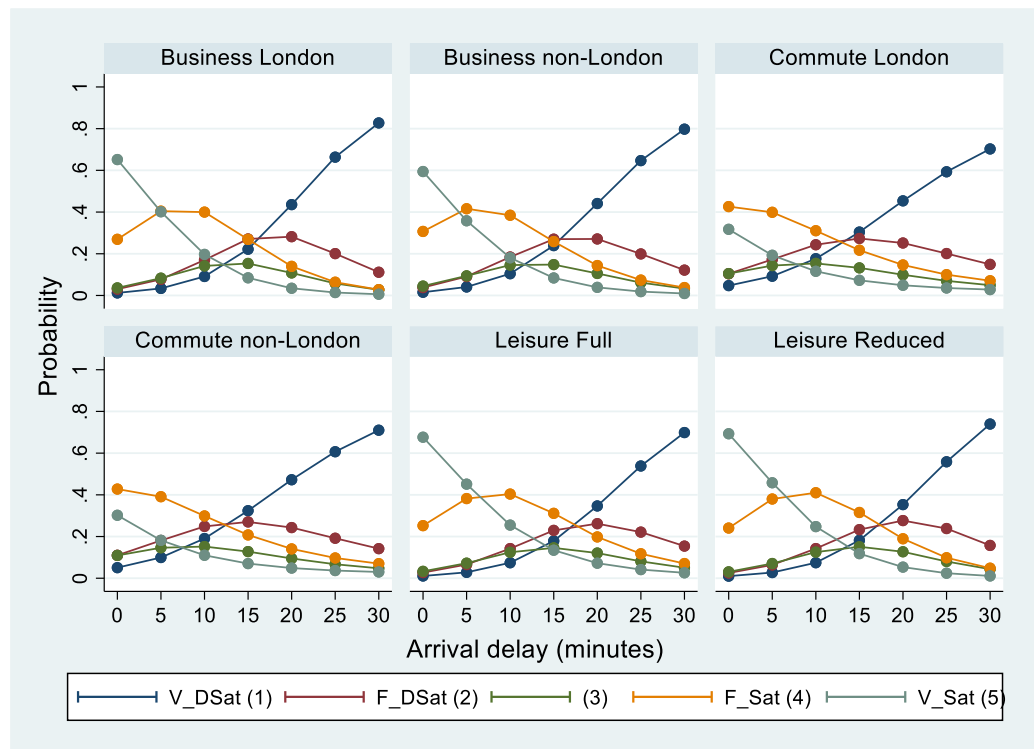 Business London
Business non-London
Commute London
1
.8
.6
.4
.2
0
Commute non-London
Leisure Full
Leisure Reduced
1
.8
.6
.4
.2
0
0 5 10 15 20 25 30
0 5 10 15 20 25 30
0 5 10 15 20 25 30
Probability
Arrival delay (minutes)
V_DSat (1) F_DSat (2) (3) F_Sat (4) V_Sat (5)